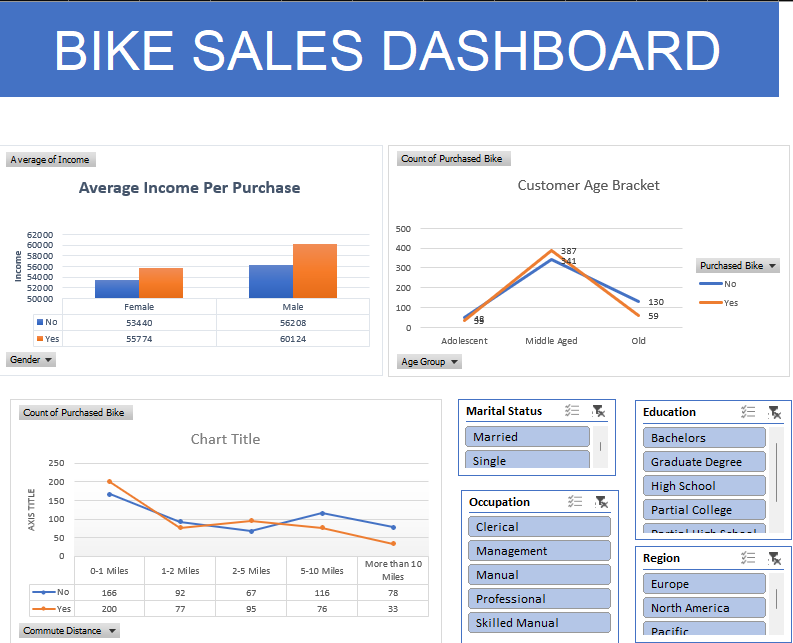 BIKE SALES DASHBOARD
Average of Income
Average Income Per Purchase
62000
60000
58000
56000
54000
52000
50000
Income
Female Male
No 53440 56208
Yes 55774 60124
Gender
Count of Purchased Bike
Customer Age Bracket
500
400
300
200
100
0
387
341
130
59
48
39
Adolescent Middle Aged Old
Purchased Bike
No
Yes
Age Group
Count of Purchased Bike
Chart Title
250
200
150
100
50
0
AXIS TITLE
0-1 Miles 1-2 Miles 2-5 Miles 5-10 Miles More than 10
Miles
No 166 92 67 116 78
Yes 200 77 95 76 33
Commute Distance
Marital Status
Married
Single
Occupation
Clerical
Management
Manual
Professional
Skilled Manual
Education
Bachelors
Graduate Degree
High School
Partial College
Partial High School
Region
Europe
North America
Pacific